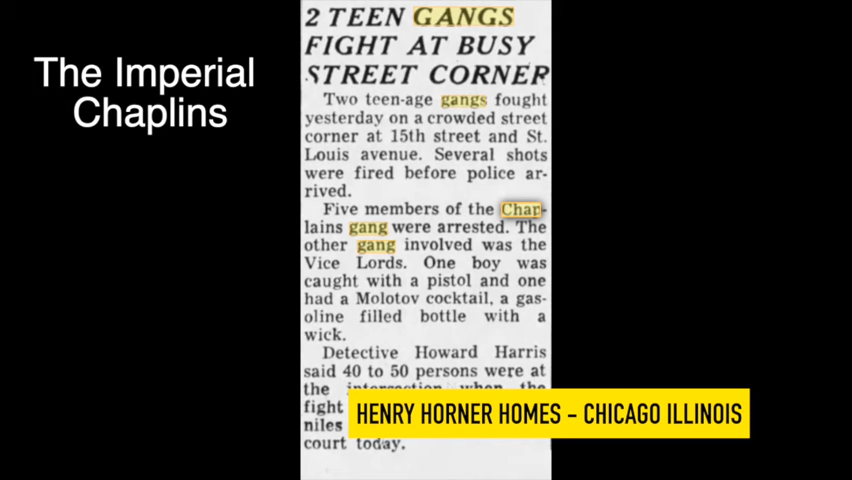 The Imperial
Chaplins
2 TEEN GANGS
FIGHT AT BUSY
STREET CORNER
Two teen-age gangs fought
yesterday on a crowded street
corner at 15th street and St.
Louis avenue. Several shots
were fired before police ar-
rived.
Five members of the Chap-
lains gang were arrested. The
other gang involved was the
Vice Lords. One boy was
caught with a pistol and one
had a Molotov cocktail, a gas-
oline filled bottle with a
wick.
Detective Howard Harris
said 40 to 50 persons were at
the intersection when the
fight
niles
court today.
HENRY HORNER HOMES - CHICAGO ILLINOIS